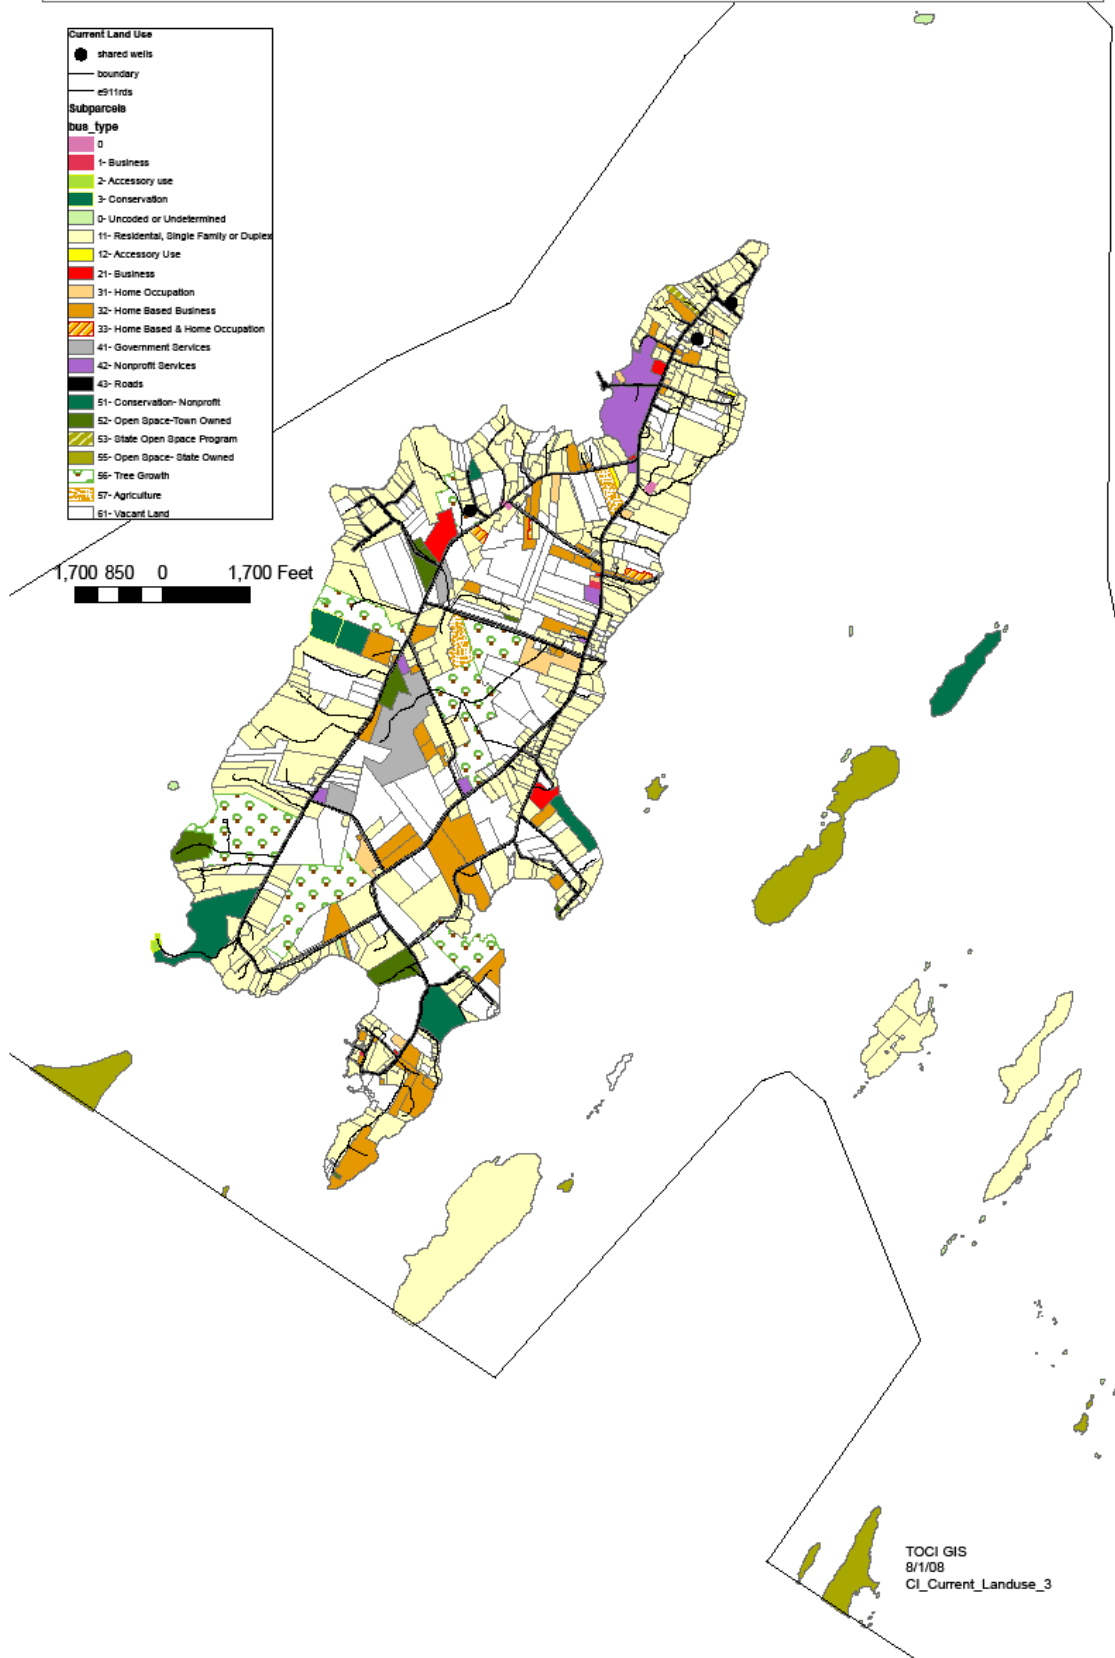 Current Land Use
shared wells
boundary
e911rds
Subparcels
bus_type
0
1- Business
2- Accessory use
3- Conservation
0- Uncoded or Undetermined
11- Residental, Single Family or Duplex
12- Accessory Use
21- Business
31- Home Occupation
32- Home Based Business
33- Home Based & Home Occupation
41- Government Services
42- Nonprofit Services
43- Roads
51- Conservation- Nonprofit
52- Open Space-Town Owned
53- State Open Space Program
55- Open Space- State Owned
56- Tree Growth
57- Agriculture
61- Vacant Land
1,700 850 0 1,700 Feet
TOCI GIS
8/1/08
CI_Current_Landuse_3